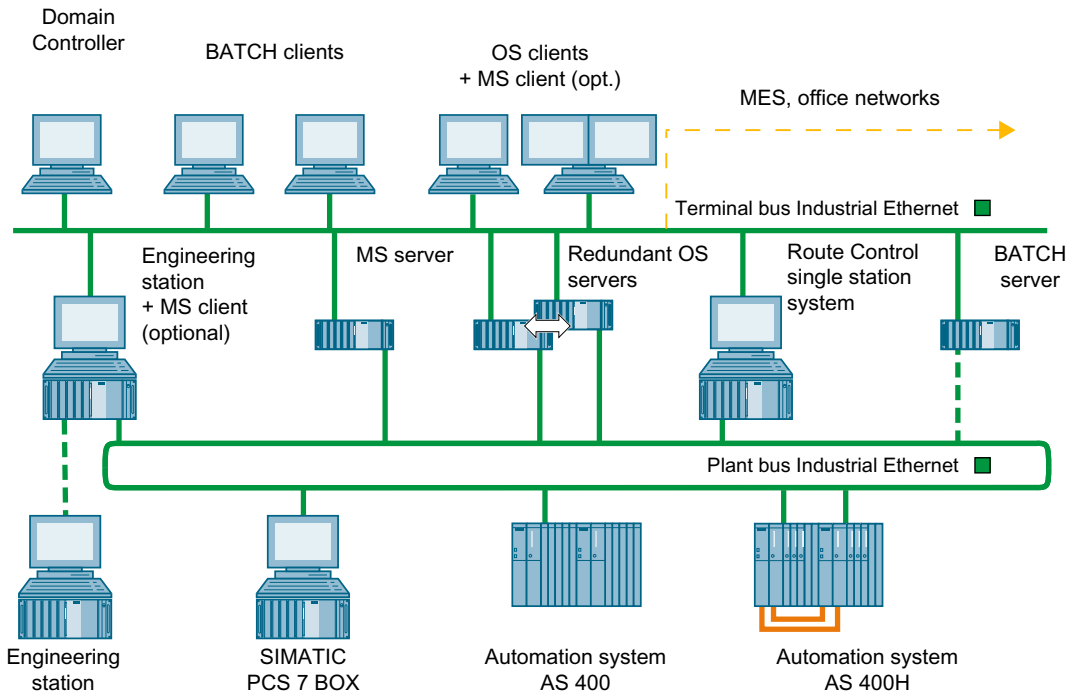 Domain
Controller
BATCH clients
OS clients
+ MS client (opt.)
MES, office networks
Terminal bus Industrial Ethernet
Engineering
station
+ MS client
(optional)
MS server
Redundant OS
servers
Route Control
single station
system
BATCH
server
Plant bus Industrial Ethernet
Engineering
station
SIMATIC
PCS 7 BOX
Automation system
AS 400
Automation system
AS 400H